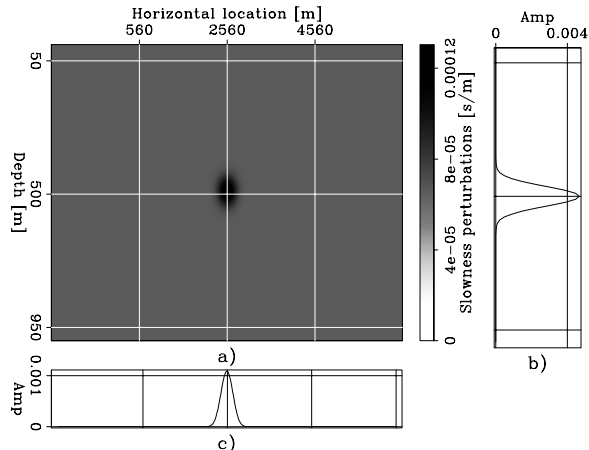 Horizontal location [m]
560 2560 4560
50
500
950
Depth [m]
0 4e-05 8e-05 0.00012
Slowness perturbations [s/m]
a)
Amp
0 0.004
b)
0.001
0
Amp
c)